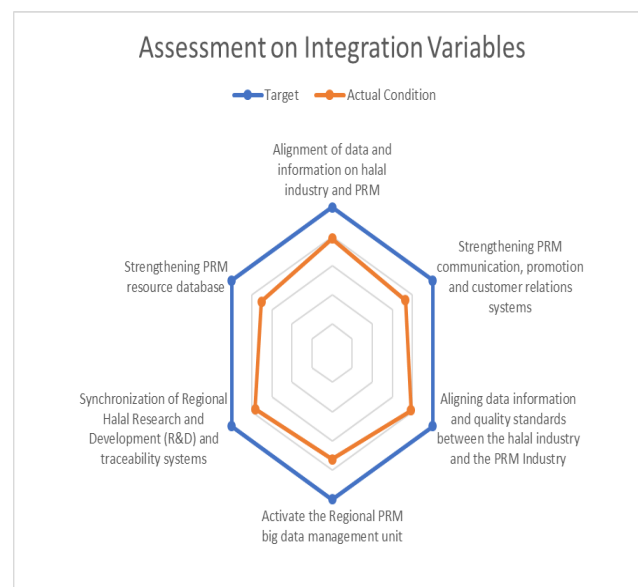 Assessment on Integration Variables
Target
Actual Condition
Alignment of data and
information on halal
industry and PRM
Strengthening PRM
communication, promotion
and customer relations
systems
Aligning data information
and quality standards
between the halal industry
and the PRM Industry
Activate the Regional PRM
big data management unit
Synchronization of Regional
Halal Research and
Development (R&D) and
traceability systems
Strengthening PRM
resource database